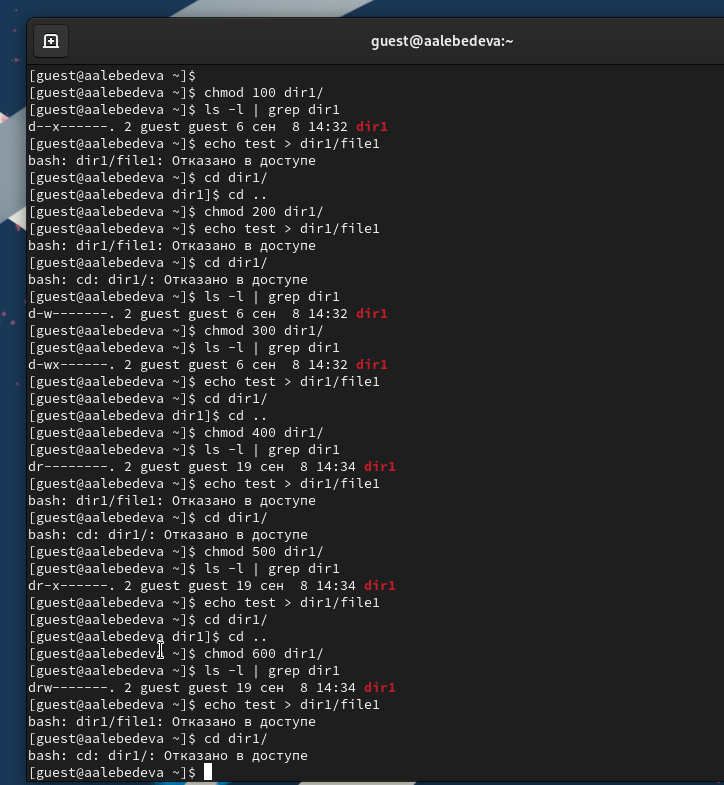 guest@aalebedeva:~
[guest@aalebedeva ~]$
[guest@aalebedeva ~]$ chmod 100 dir1/
[guest@aalebedeva ~]$ ls -l | grep dir1
d--x------. 2 guest guest 6 сен  8 14:32 dir1
[guest@aalebedeva ~]$ echo test > dir1/file1
bash: dir1/file1: Отказано в доступе
[guest@aalebedeva ~]$ cd dir1/
[guest@aalebedeva dir1]$ cd ..
[guest@aalebedeva ~]$ chmod 200 dir1/
[guest@aalebedeva ~]$ echo test > dir1/file1
bash: dir1/file1: Отказано в доступе
[guest@aalebedeva ~]$ cd dir1/
bash: cd: dir1/: Отказано в доступе
[guest@aalebedeva ~]$ ls -l | grep dir1
d-w-------. 2 guest guest 6 сен  8 14:32 dir1
[guest@aalebedeva ~]$ chmod 300 dir1/
[guest@aalebedeva ~]$ ls -l | grep dir1
d-wx------. 2 guest guest 6 сен  8 14:32 dir1
[guest@aalebedeva ~]$ echo test > dir1/file1
[guest@aalebedeva ~]$ cd dir1/
[guest@aalebedeva dir1]$ cd ..
[guest@aalebedeva ~]$ chmod 400 dir1/
[guest@aalebedeva ~]$ ls -l | grep dir1
dr--------. 2 guest guest 19 сен  8 14:34 dir1
[guest@aalebedeva ~]$ echo test > dir1/file1
bash: dir1/file1: Отказано в доступе
[guest@aalebedeva ~]$ cd dir1/
bash: cd: dir1/: Отказано в доступе
[guest@aalebedeva ~]$ chmod 500 dir1/
[guest@aalebedeva ~]$ ls -l | grep dir1
dr-x------. 2 guest guest 19 сен  8 14:34 dir1
[guest@aalebedeva ~]$ echo test > dir1/file1
[guest@aalebedeva ~]$ cd dir1/
[guest@aalebedeva dir1]$ cd ..
[guest@aalebedeva ~]$ chmod 600 dir1/
[guest@aalebedeva ~]$ ls -l | grep dir1
drw-------. 2 guest guest 19 сен  8 14:34 dir1
[guest@aalebedeva ~]$ echo test > dir1/file1
bash: dir1/file1: Отказано в доступе
[guest@aalebedeva ~]$ cd dir1/
bash: cd: dir1/: Отказано в доступе
[guest@aalebedeva ~]$